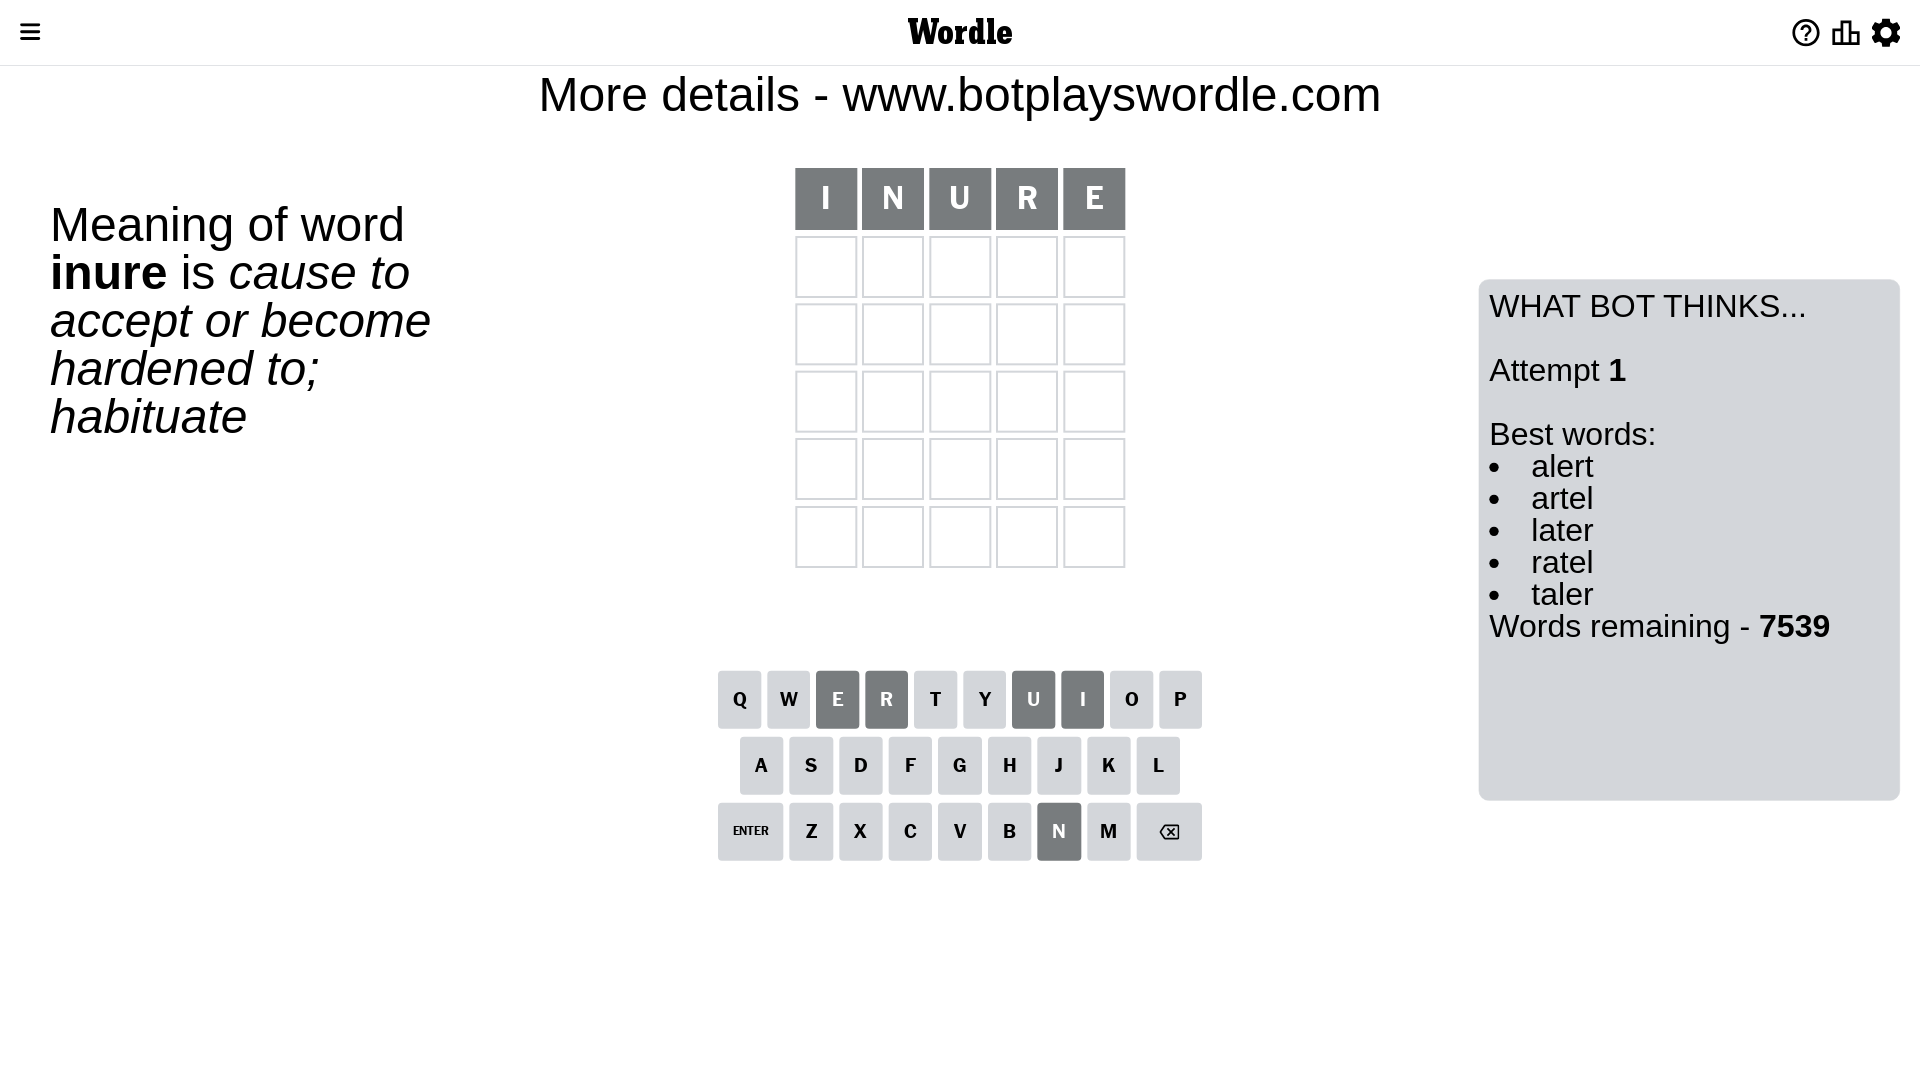 Wordle
More details - www.botplayswordle.com
Meaning of word
inure is cause to
accept or become
hardened to;
habituate
I N U R E
WHAT BOT THINKS...
Attempt 1
Best words:
• alert
• artel
• later
• ratel
• taler
Words remaining - 7539
Q W E R T Y U I O P
A S D F G H J K L
ENTER Z X C V B N M